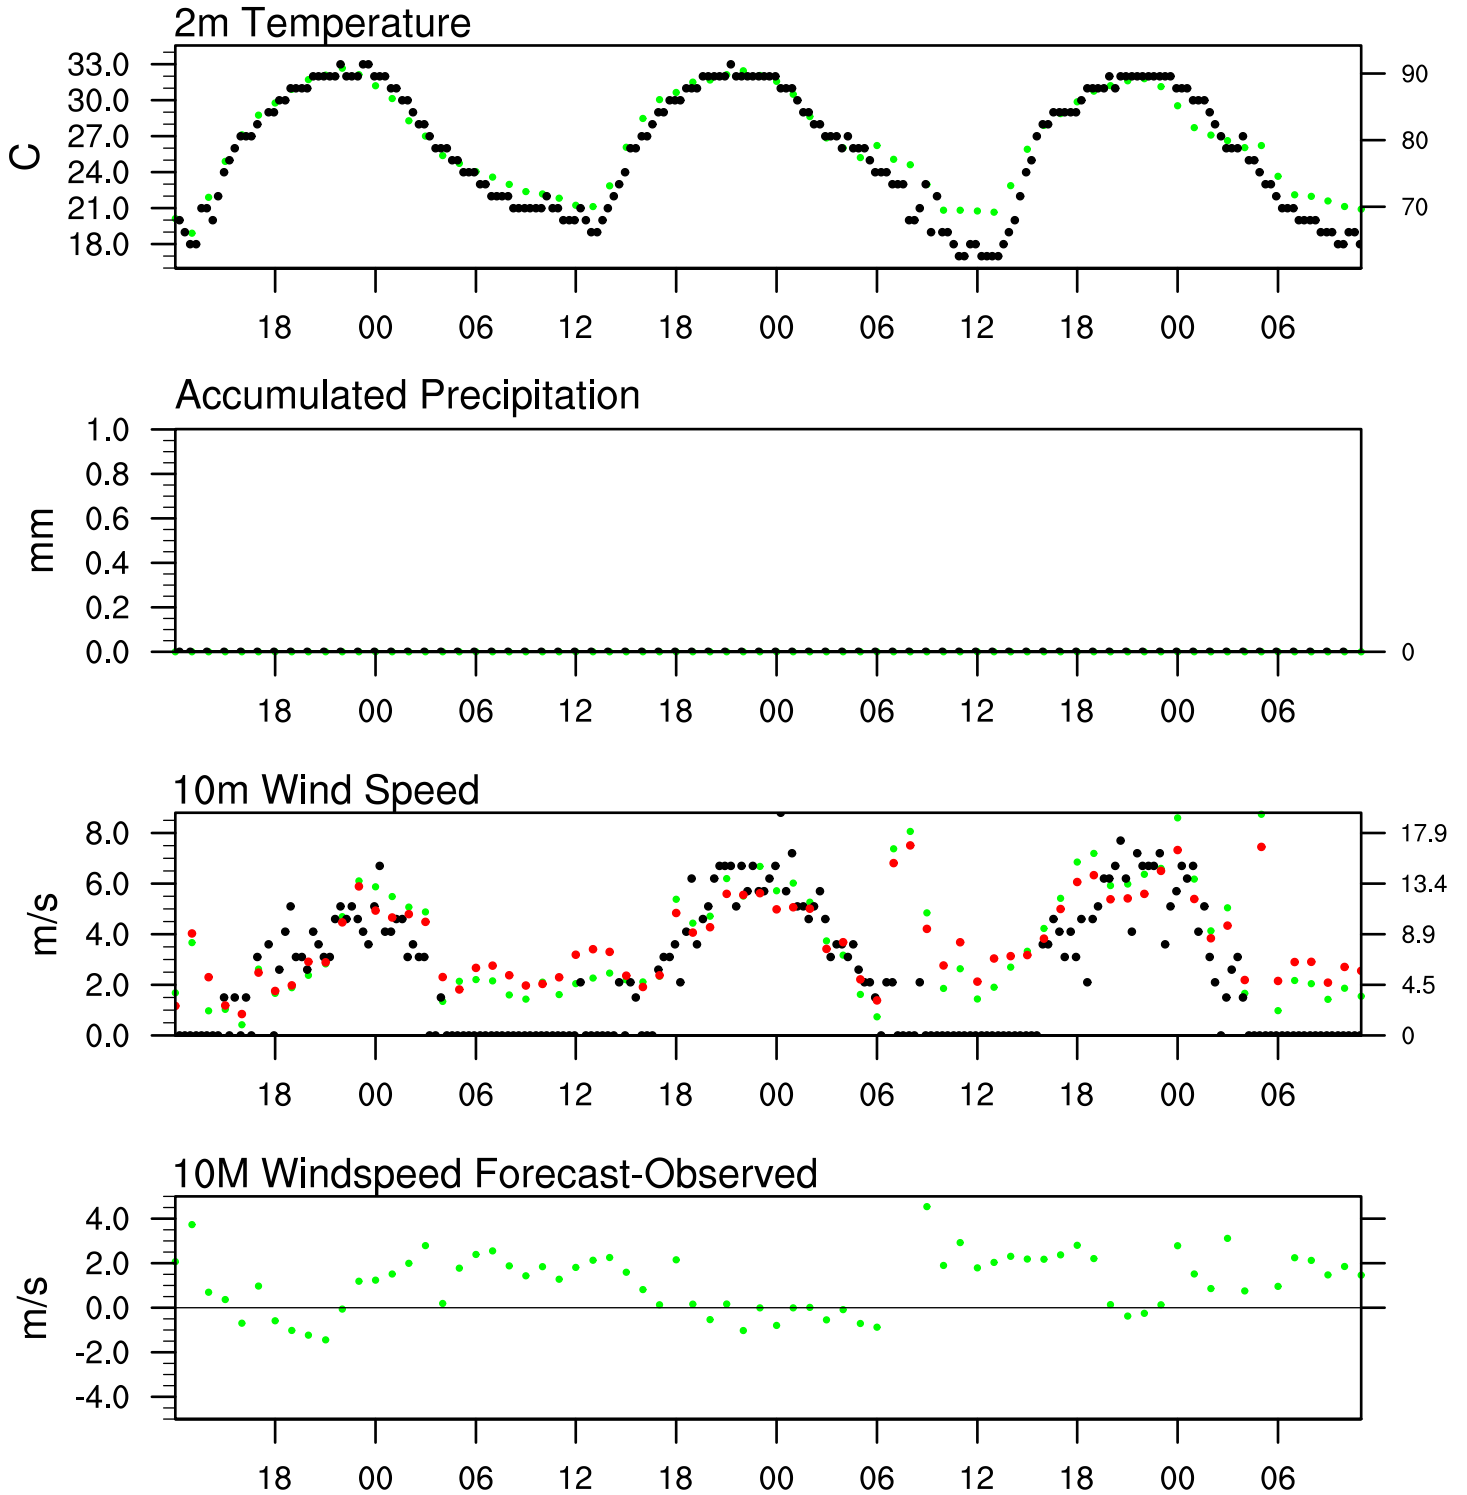 2m Temperature
33.0
30.0
27.0
24.0
21.0
18.0
C
90
80
70
18 00 06 12 18 00 06 12 18 00 06
Accumulated Precipitation
1.0
0.8
0.6
0.4
0.2
0.0
mm
0
18 00 06 12 18 00 06 12 18 00 06
10m Wind Speed
8.0
6.0
4.0
2.0
0.0
m/s
17.9
13.4
8.9
4.5
0
18 00 06 12 18 00 06 12 18 00 06
10M Windspeed Forecast-Observed
4.0
2.0
0.0
-2.0
-4.0
m/s
18 00 06 12 18 00 06 12 18 00 06